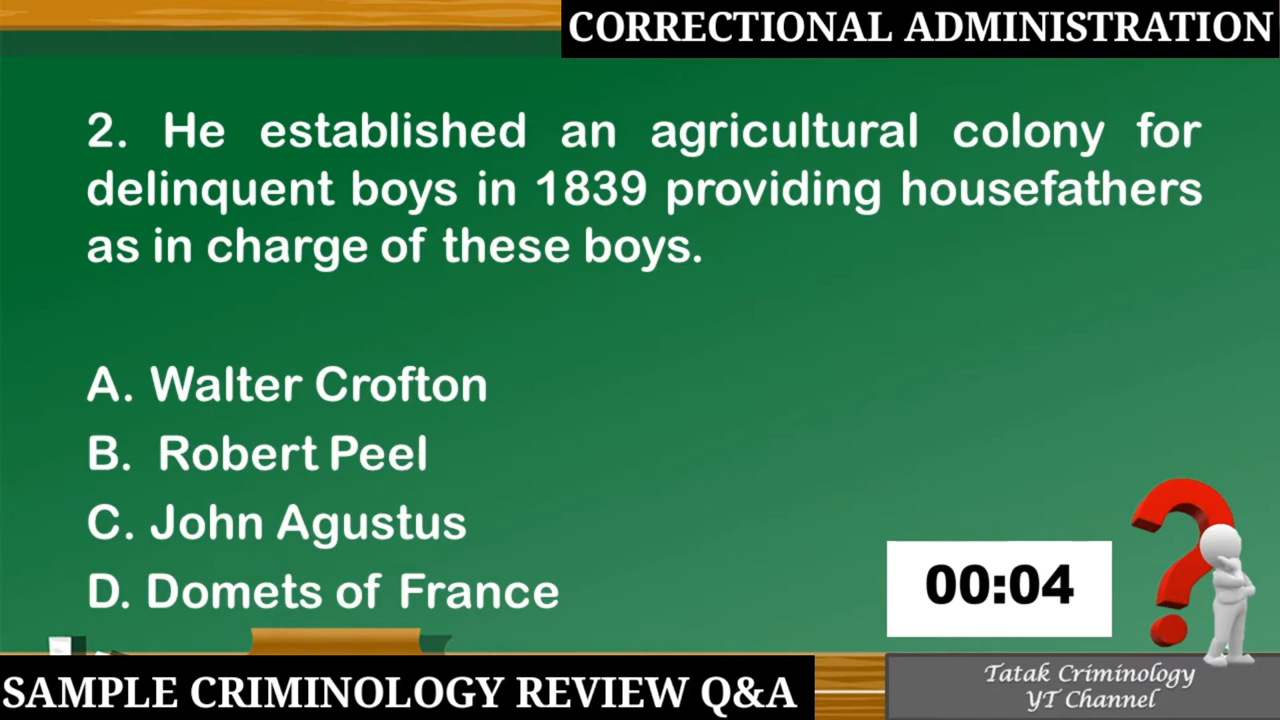 CORRECTIONAL ADMINISTRATION
2. He established an agricultural colony for
delinquent boys in 1839 providing housefathers
as in charge of these boys.
A. Walter Crofton
B. Robert Peel
C. John Agustus
D. Domets of France
00:04
SAMPLE CRIMINOLOGY REVIEW Q&A
Tatak Criminology
YT Channel